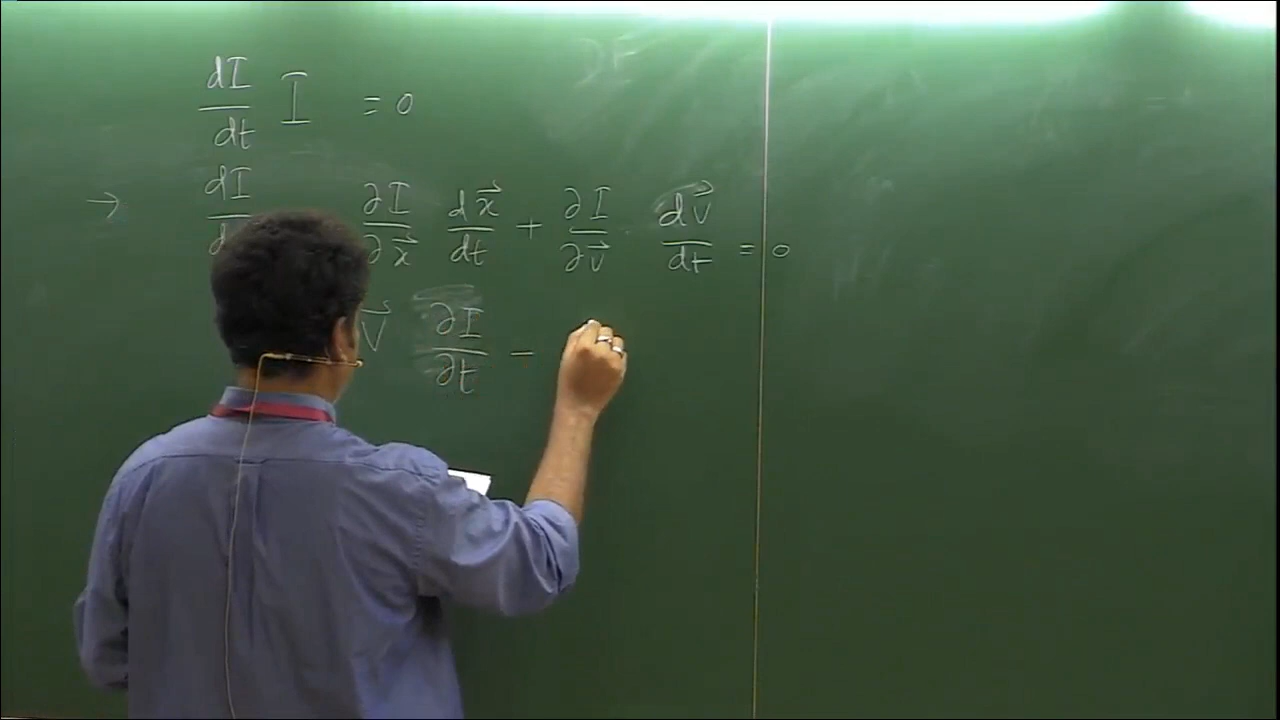 dI/dt I = 0
→ dI/d ∂I/∂x⃗ dx⃗/dt + ∂I/∂v⃗ · dv⃗/dt = 0
v⃗ ∂I/∂t −